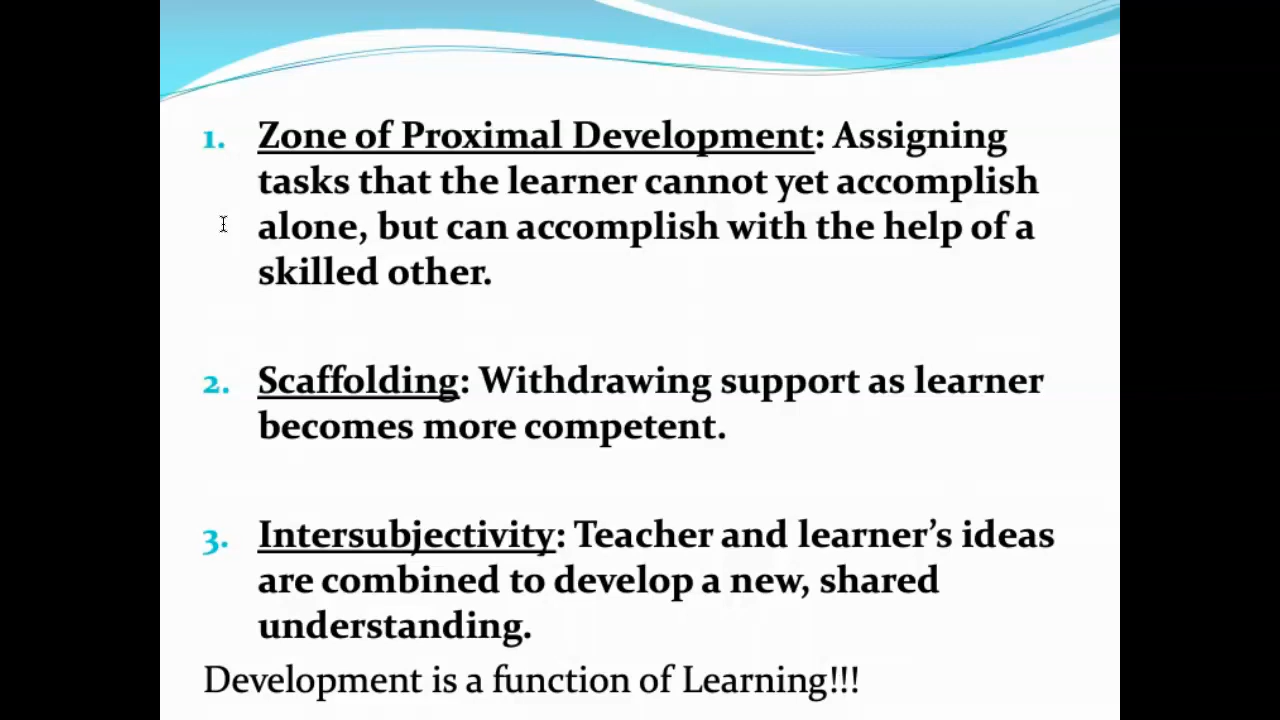 1. Zone of Proximal Development: Assigning
tasks that the learner cannot yet accomplish
alone, but can accomplish with the help of a
skilled other.
2. Scaffolding: Withdrawing support as learner
becomes more competent.
3. Intersubjectivity: Teacher and learner’s ideas
are combined to develop a new, shared
understanding.
Development is a function of Learning!!!